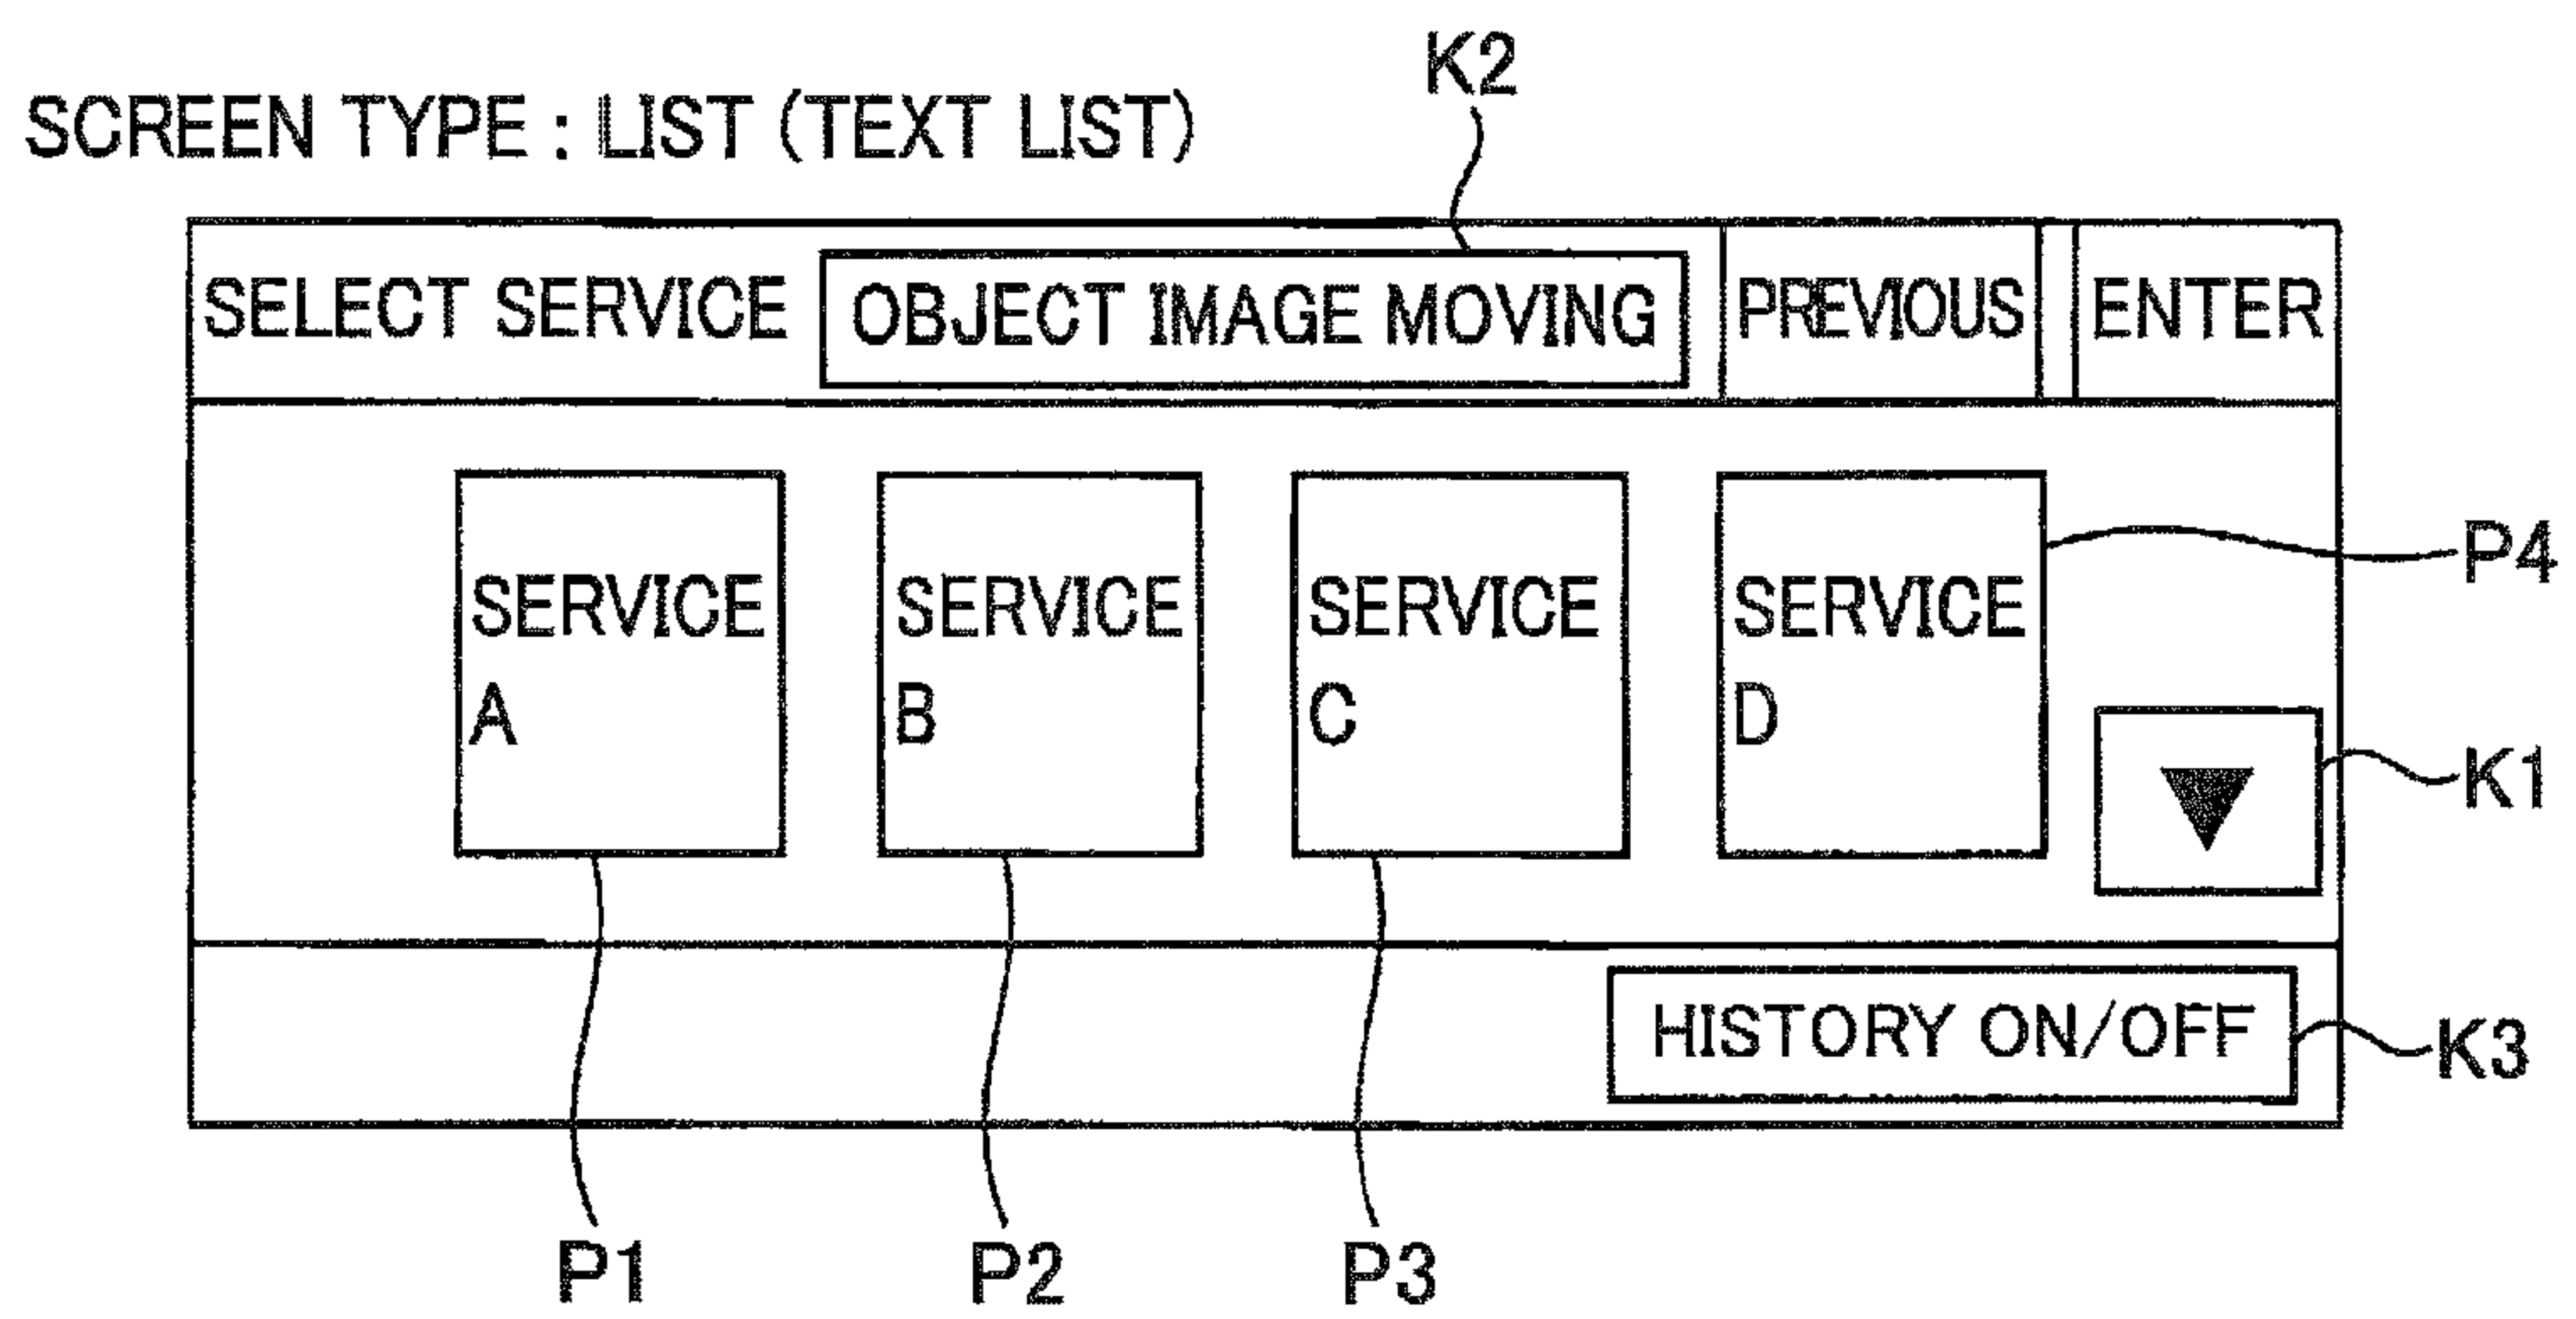 K2
SCREEN TYPE : LIST (TEXT LIST)
SELECT SERVICE OBJECT IMAGE MOVING PREVIOUS ENTER
SERVICE A
SERVICE B
SERVICE C
SERVICE D
P4
K1
HISTORY ON/OFF
K3
P1 P2 P3